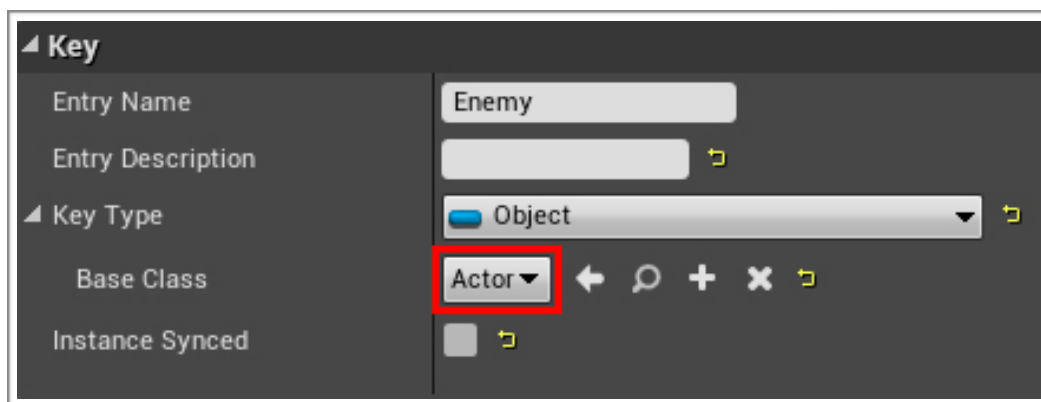 Key
Entry Name Enemy
Entry Description
Key Type Object
Base Class Actor
Instance Synced